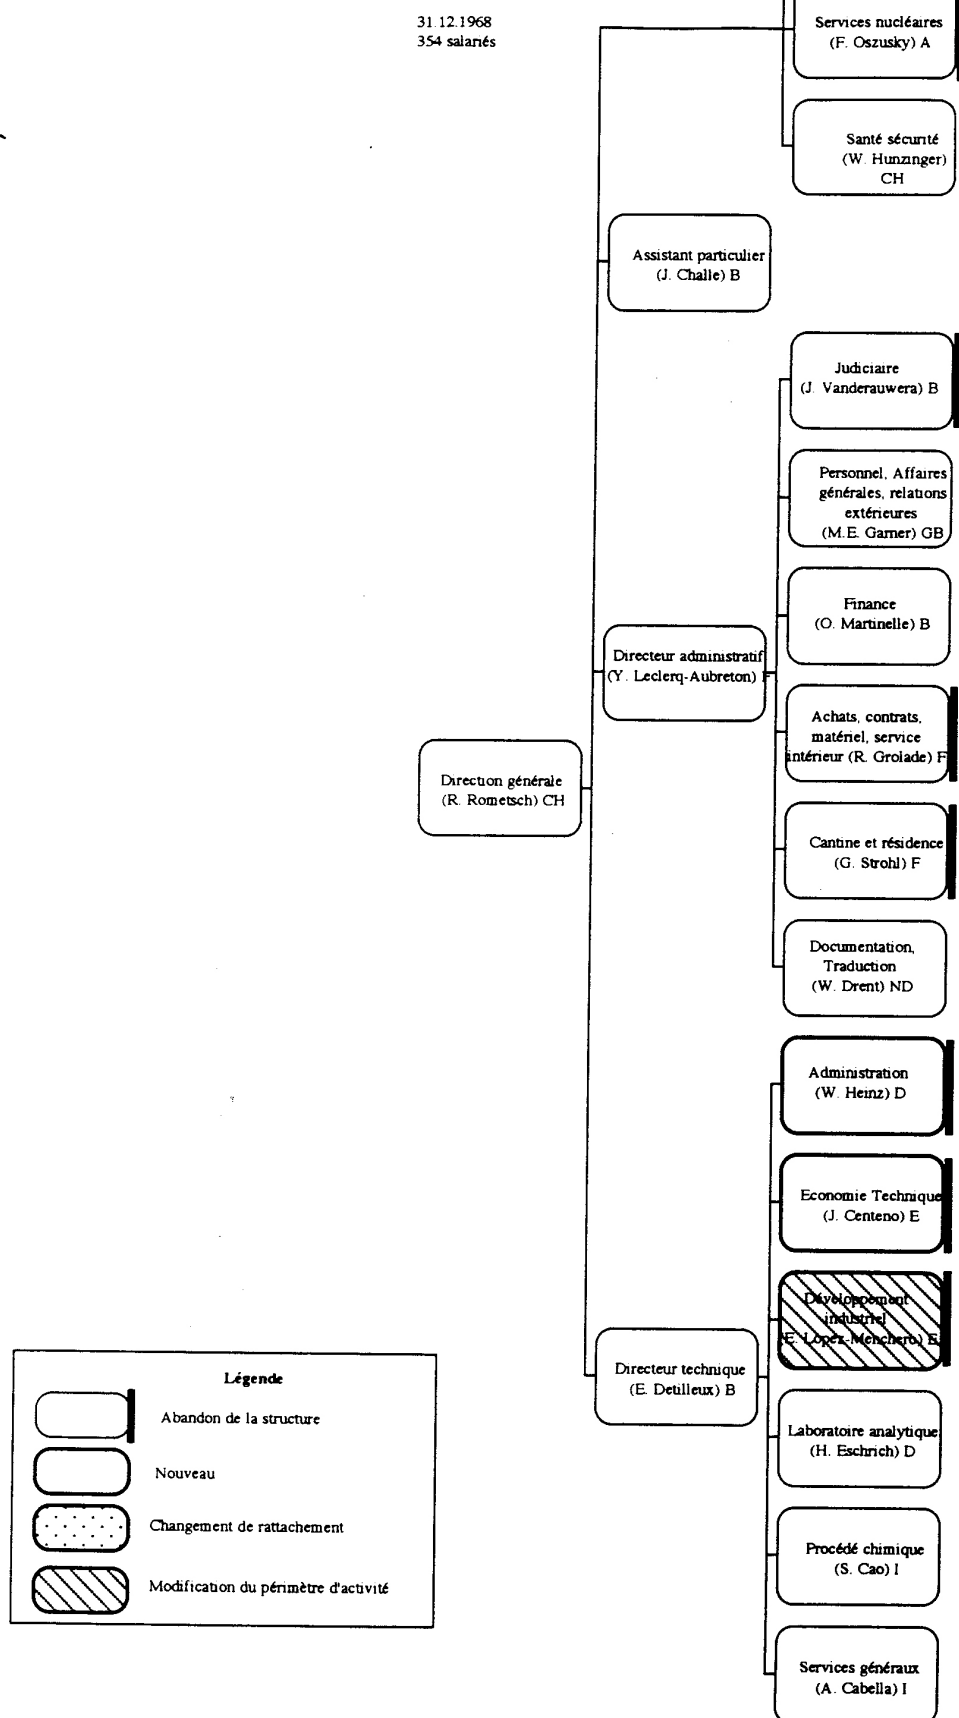 31.12.1968
354 salariés
Services nucléaires
(F. Oszusky) A
Santé sécurité
(W. Hunzinger)
CH
Assistant particulier
(J. Challe) B
Judiciaire
(J. Vanderauwera) B
Personnel, Affaires
générales, relations
extérieures
(M.E. Garner) GB
Finance
(O. Martinelle) B
Directeur administratif
(Y. Leclerq-Aubreton) F
Achats, contrats,
matériel, service
intérieur (R. Grolade) F
Direction générale
(R. Rometsch) CH
Cantine et résidence
(G. Strohl) F
Documentation,
Traduction
(W. Drent) ND
Administration
(W. Heinz) D
Economie Technique
(J. Centeno) E
Développement
industriel
(E. Lopez-Menchero) E
Directeur technique
(E. Detilleux) B
Laboratoire analytique
(H. Eschrich) D
Procédé chimique
(S. Cao) I
Services généraux
(A. Cabella) I
Légende
Abandon de la structure
Nouveau
Changement de rattachement
Modification du périmètre d'activité